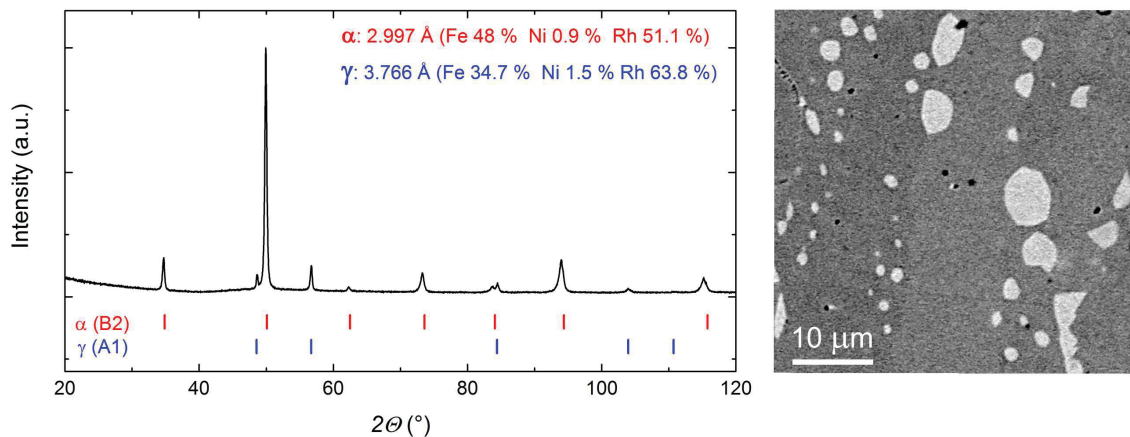 α: 2.997 Å (Fe 48 % Ni 0.9 % Rh 51.1 %)
γ: 3.766 Å (Fe 34.7 % Ni 1.5 % Rh 63.8 %)
Intensity (a.u.)
α (B2)
γ (A1)
20 40 60 80 100 120
2Θ (°)
10 μm